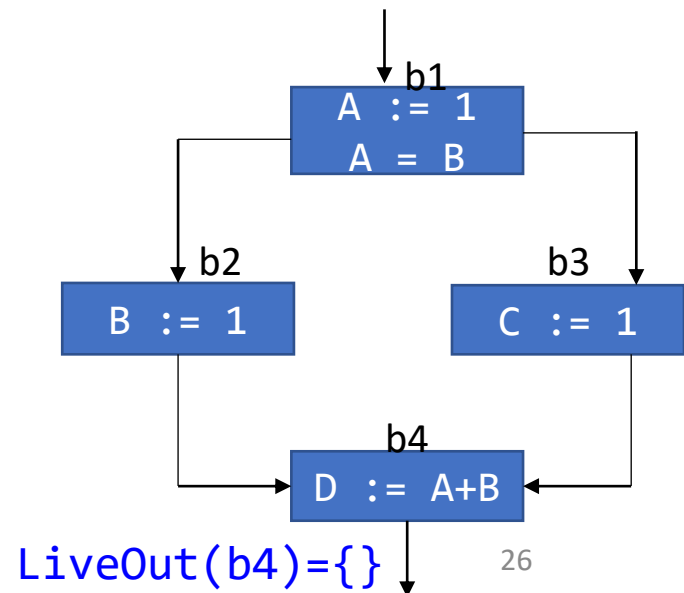 b1
A := 1
A = B
b2
b3
B := 1
C := 1
b4
D := A+B
LiveOut(b4)={}
26